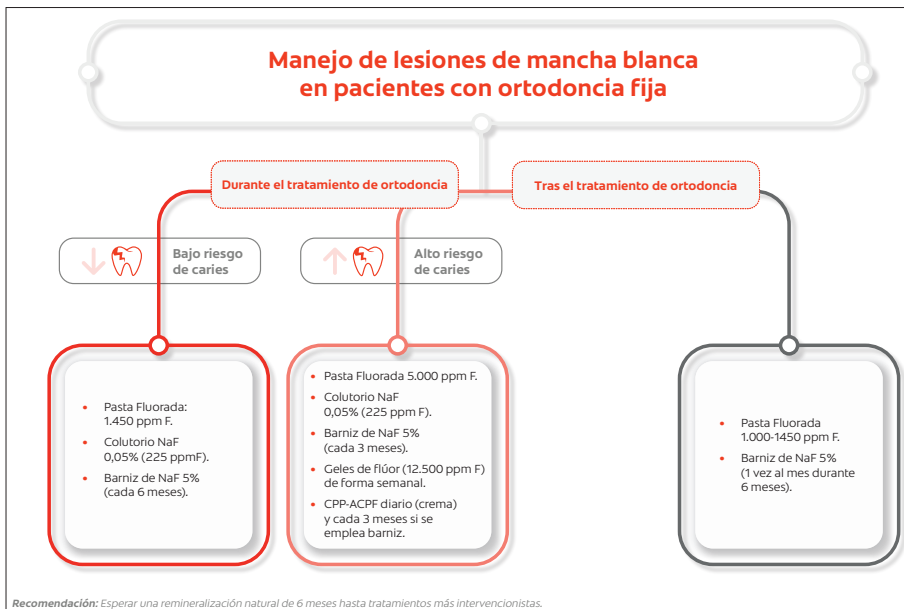 Manejo de lesiones de mancha blanca
en pacientes con ortodoncia fija
Durante el tratamiento de ortodoncia
Tras el tratamiento de ortodoncia
Bajo riesgo
de caries
Alto riesgo
de caries
• Pasta Fluorada:
1.450 ppm F.
• Colutorio NaF
0,05% (225 ppmF).
• Barniz de NaF 5%
(cada 6 meses).
• Pasta Fluorada 5.000 ppm F.
• Colutorio NaF
0,05% (225 ppm F).
• Barniz de NaF 5%
(cada 3 meses).
• Geles de flúor (12.500 ppm F)
de forma semanal.
• CPP-ACPF diario (crema)
y cada 3 meses si se
emplea barniz.
• Pasta Fluorada
1.000-1450 ppm F.
• Barniz de NaF 5%
(1 vez al mes durante
6 meses).
Recomendación: Esperar una remineralización natural de 6 meses hasta tratamientos más intervencionistas.